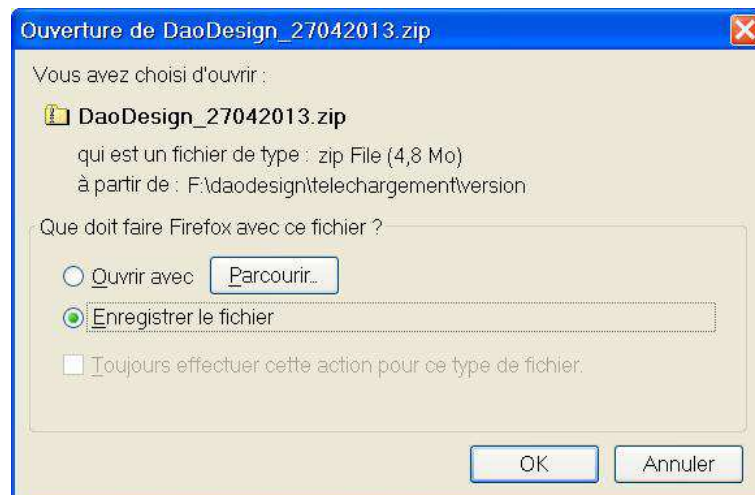 Ouverture de DaoDesign_27042013.zip
Vous avez choisi d'ouvrir :
DaoDesign_27042013.zip
qui est un fichier de type : zip File (4,8 Mo)
à partir de : F:\daodesign\telechargement\version
Que doit faire Firefox avec ce fichier ?
Ouvrir avec Parcourir...
Enregistrer le fichier
Toujours effectuer cette action pour ce type de fichier.
OK Annuler